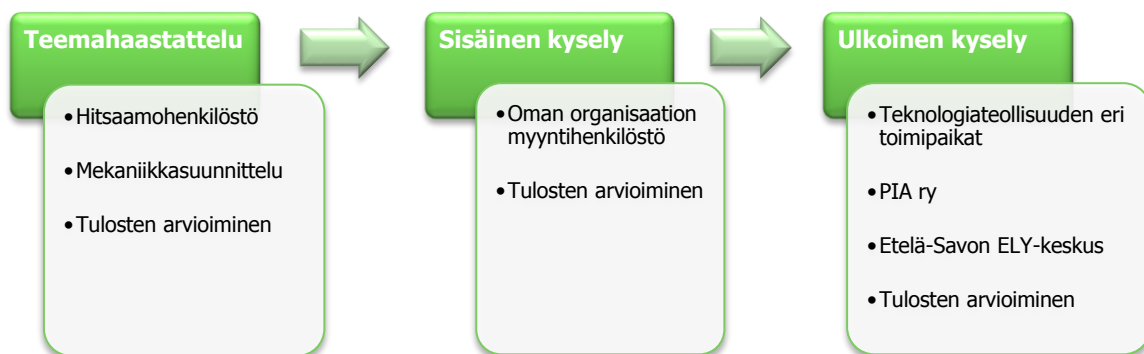 Teemahaastattelu
•Hitsaamohenkilöstö
•Mekaniikkasuunnittelu
•Tulosten arvioiminen
Sisäinen kysely
•Oman organisaation
myyntihenkilöstö
•Tulosten arvioiminen
Ulkoinen kysely
•Teknologiateollisuuden eri
toimipaikat
•PIA ry
•Etelä-Savon ELY-keskus
•Tulosten arvioiminen